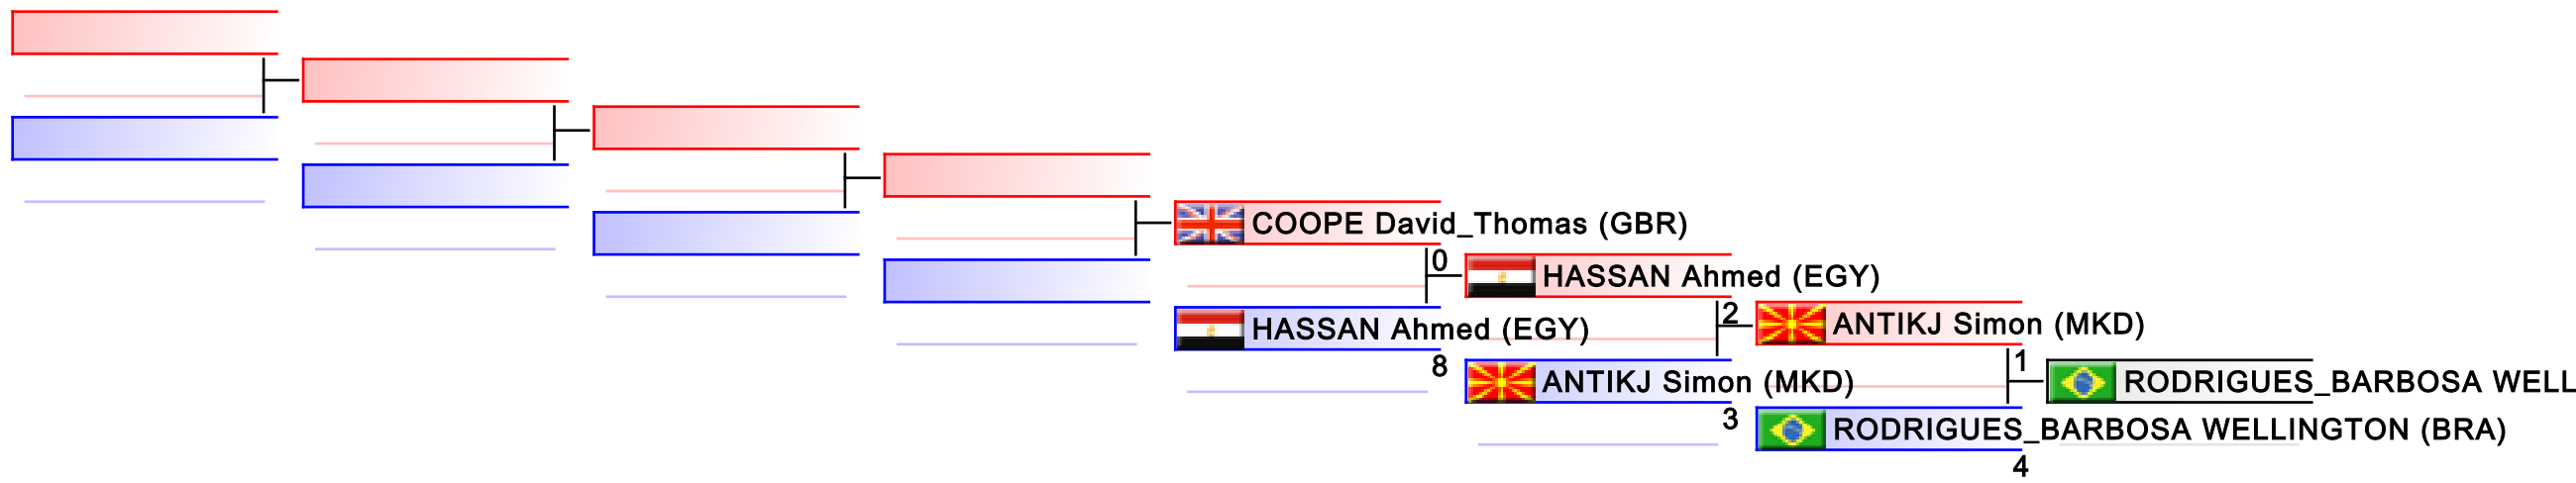 COOPE David_Thomas (GBR)
0
HASSAN Ahmed (EGY)
HASSAN Ahmed (EGY)
8
2
ANTIKJ Simon (MKD)
ANTIKJ Simon (MKD)
3
1
RODRIGUES_BARBOSA WELL
RODRIGUES_BARBOSA WELLINGTON (BRA)
4